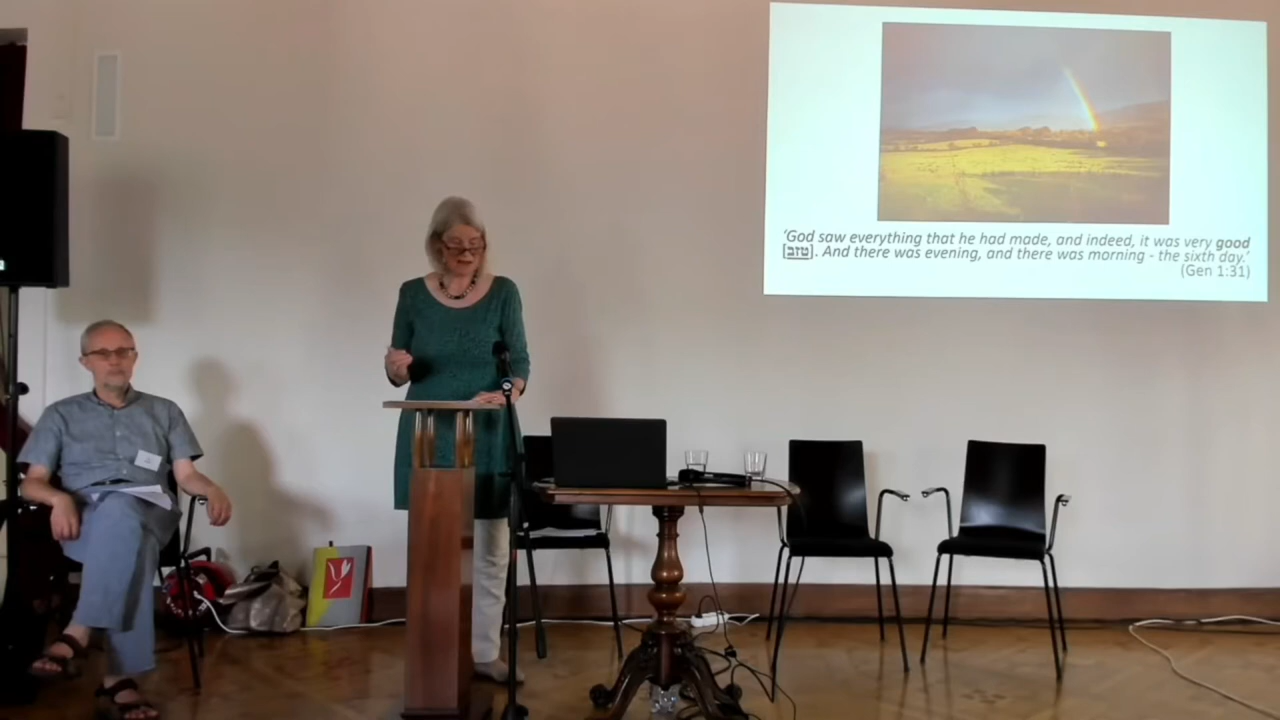 ‘God saw everything that he had made, and indeed, it was very good
[טוב]. And there was evening, and there was morning - the sixth day.’
(Gen 1:31)